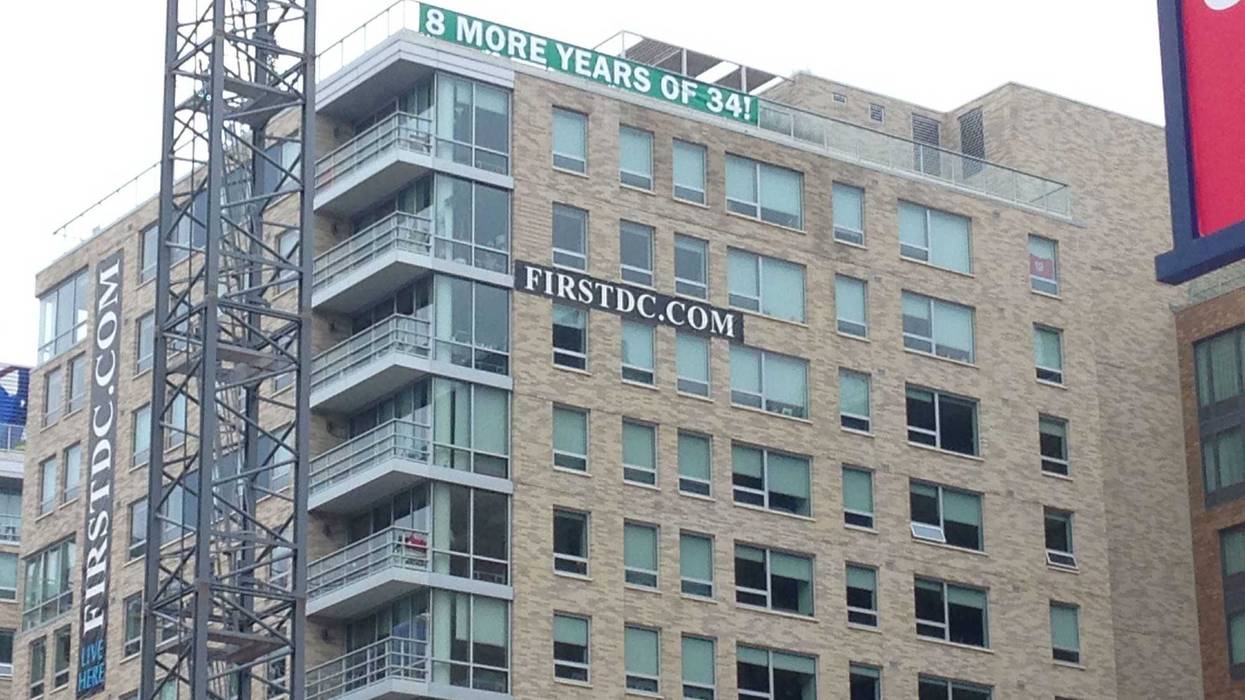 8 MORE YEARS OF 34!
FIRSTDC.COM
FIRSTDC.COM
LIVE
HERE